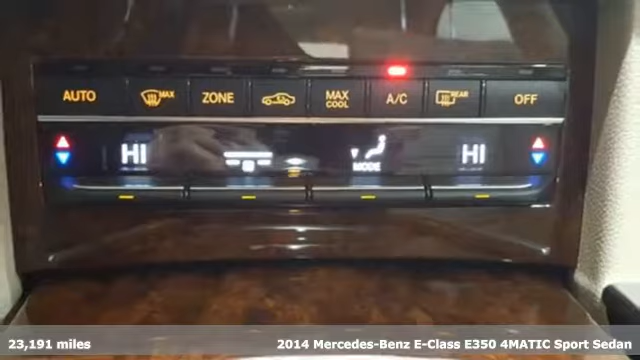 AUTO MAX ZONE MAX COOL A/C REAR OFF
HI MODE HI
23,191 miles 2014 Mercedes-Benz E-Class E350 4MATIC Sport Sedan